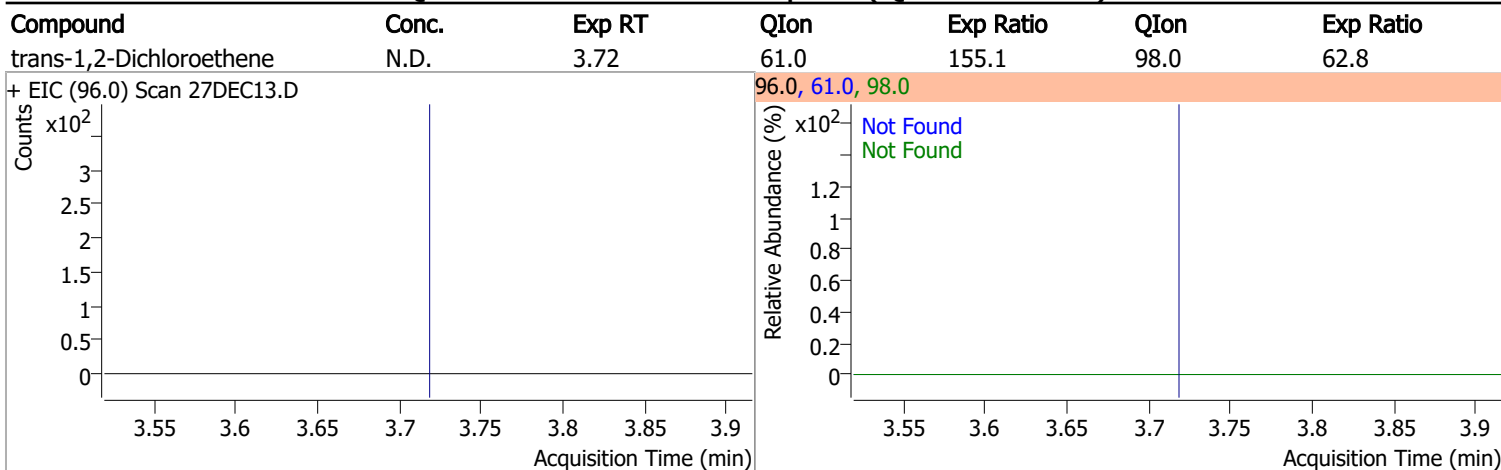 Compound Conc. Exp RT QIon Exp Ratio QIon Exp Ratio
trans-1,2-Dichloroethene N.D. 3.72 61.0 155.1 98.0 62.8
+ EIC (96.0) Scan 27DEC13.D
Counts
x10²
3
2.5
2
1.5
1
0.5
0
3.55 3.6 3.65 3.7 3.75 3.8 3.85 3.9
Acquisition Time (min)
96.0, 61.0, 98.0
Relative Abundance (%)
x10²
Not Found
Not Found
1.2
1
0.8
0.6
0.4
0.2
0
3.55 3.6 3.65 3.7 3.75 3.8 3.85 3.9
Acquisition Time (min)